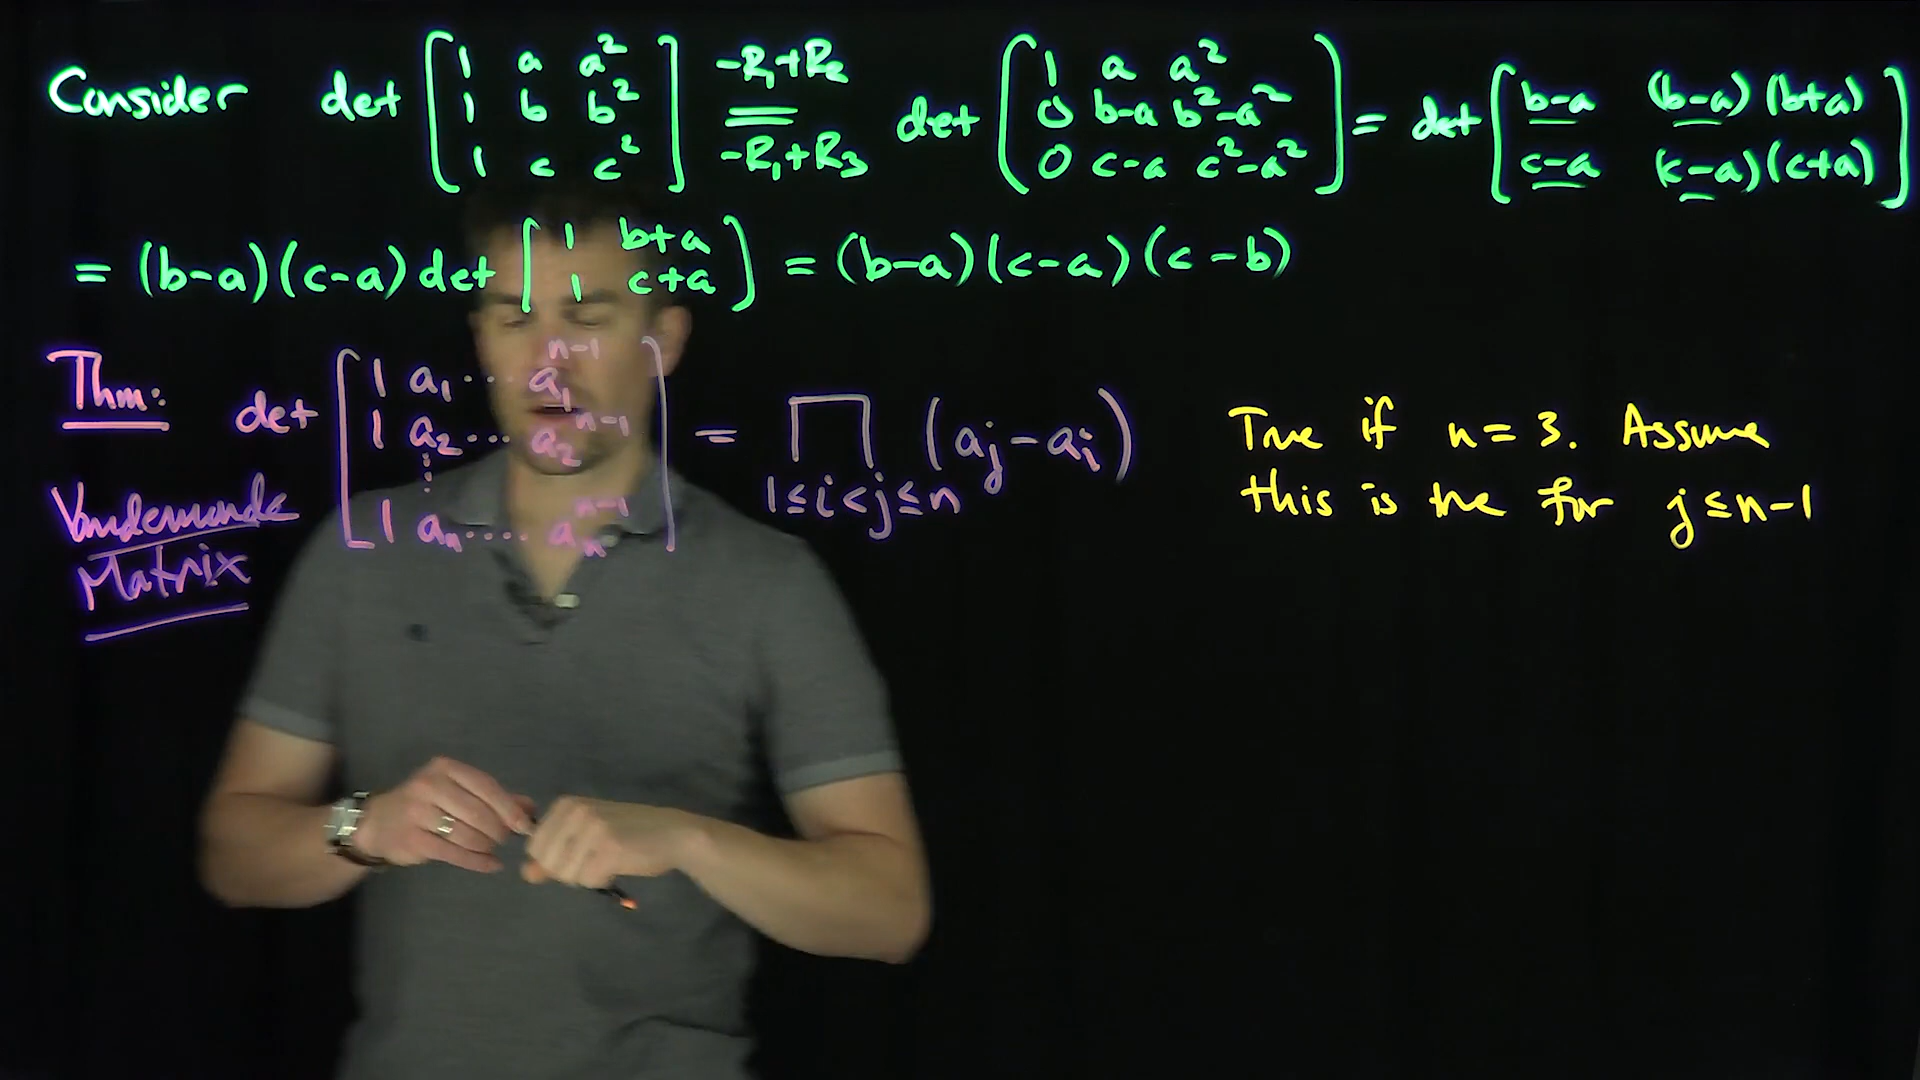 Consider det [1 a a²; 1 b b²; 1 c c²] = (-R₁+R₂, -R₁+R₃) det [1 a a²; 0 b-a b²-a²; 0 c-a c²-a²] = det [b-a (b-a)(b+a); c-a (c-a)(c+a)]
= (b-a)(c-a) det [1 b+a; 1 c+a] = (b-a)(c-a)(c-b)
Thm: det [1 a₁ ... a₁ⁿ⁻¹; 1 a₂ ... a₂ⁿ⁻¹; ⋮; 1 aₙ .... aₙⁿ⁻¹] = ∏ 1≤i<j≤n (aⱼ-aᵢ)
Vandermonde
Matrix
True if n=3. Assume
this is true for j≤n-1